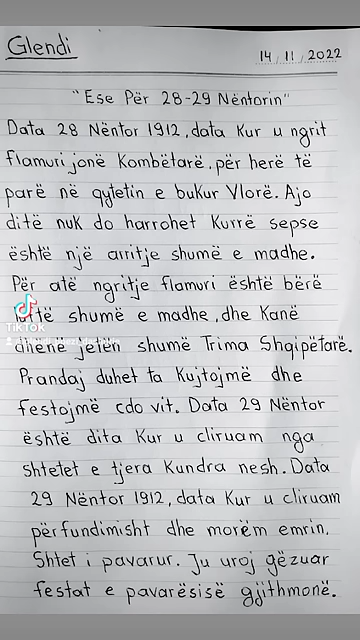 Glendi
14/11/2022
"Ese Për 28-29 Nëntorin"
Data 28 Nëntor 1912, data Kur u ngrit
flamuri jonë Kombëtarë, për herë të
parë në qytetin e bukur Vlorë. Ajo
ditë nuk do harrohet Kurrë sepse
është një arritje shumë e madhe.
Për atë ngritje flamuri është bërë
luftë shumë e madhe, dhe Kanë
TikTok
dhënë jetën shumë Trima Shqipëtarë.
Prandaj duhet ta Kujtojmë dhe
festojmë cdo vit. Data 29 Nëntor
është dita Kur u cliruam nga
shtetet e tjera Kundra nesh. Data
29 Nëntor 1912, data Kur u cliruam
përfundimisht dhe morëm emrin.
Shtet i pavarur. Ju uroj gëzuar
festat e pavarësisë gjithmonë.